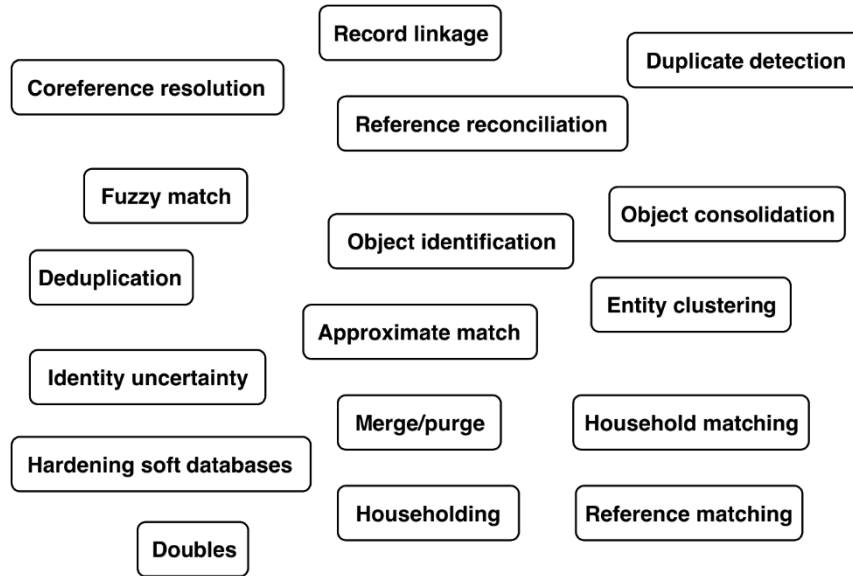 Record linkage
Duplicate detection
Coreference resolution
Reference reconciliation
Fuzzy match
Object consolidation
Object identification
Deduplication
Entity clustering
Approximate match
Identity uncertainty
Merge/purge
Household matching
Hardening soft databases
Householding
Reference matching
Doubles